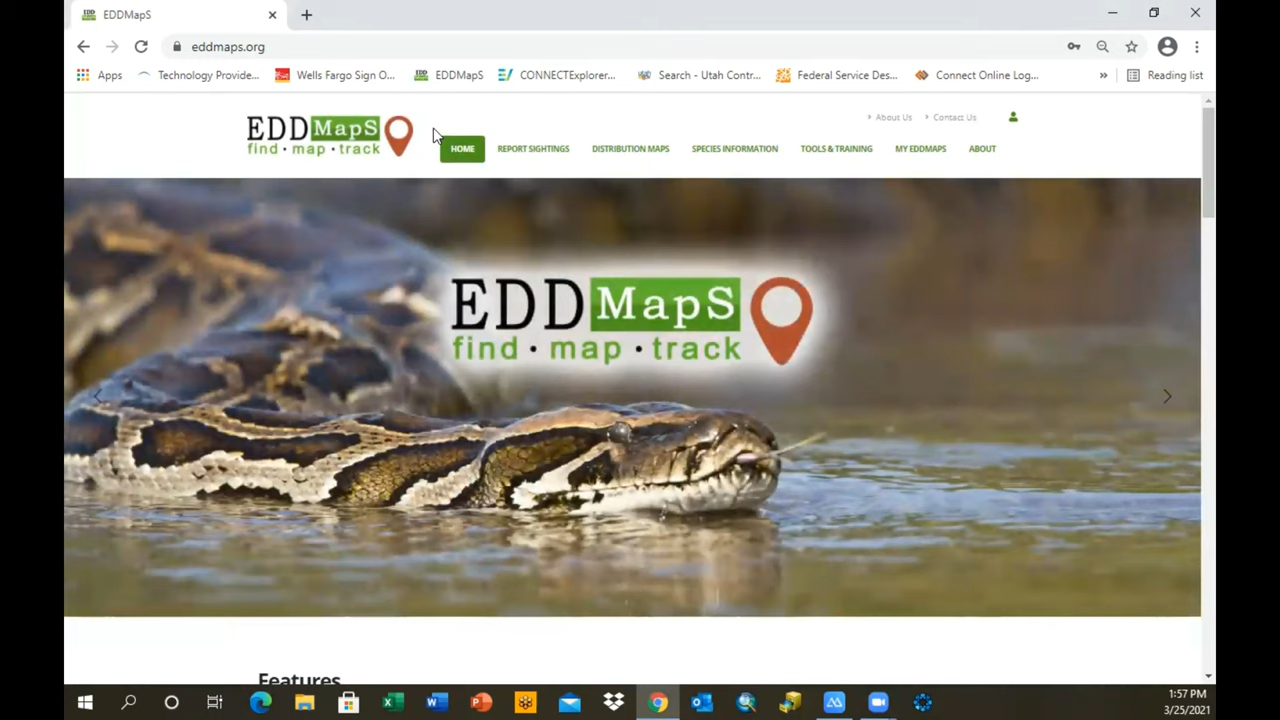 EDDMapS
eddmaps.org
Apps Technology Provide... Wells Fargo Sign O... EDDMapS CONNECTExplorer... Search - Utah Contr... Federal Service Des... Connect Online Log... » Reading list
About Us Contact Us
EDDMapS
find · map · track
HOME REPORT SIGHTINGS DISTRIBUTION MAPS SPECIES INFORMATION TOOLS & TRAINING MY EDDMAPS ABOUT
EDDMapS
find · map · track
Features
1:57 PM
3/25/2021